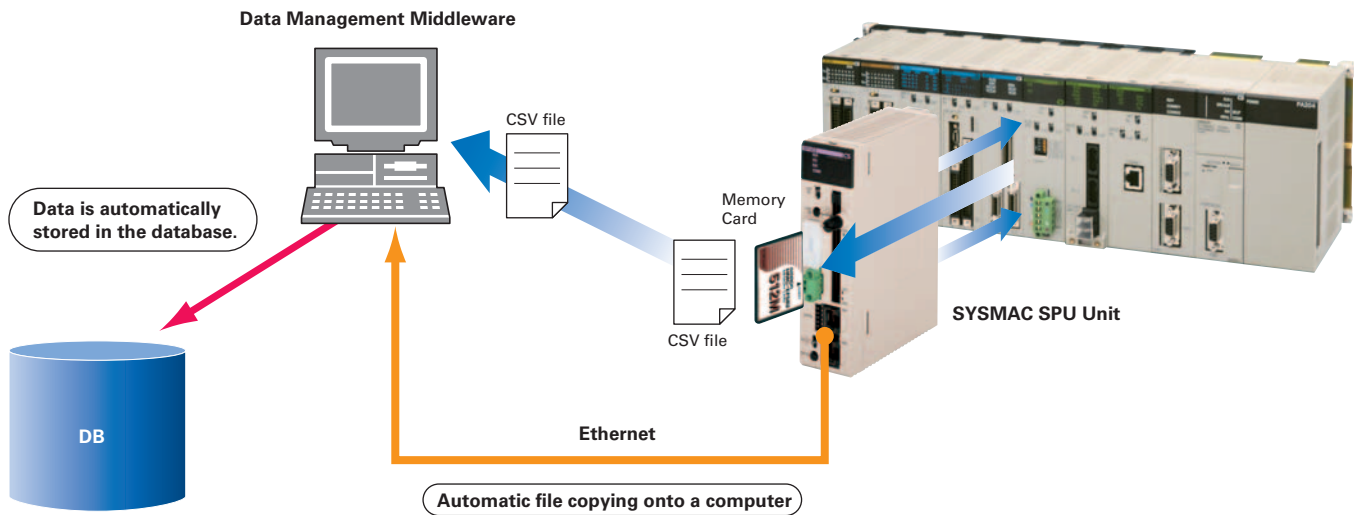 Data Management Middleware
CSV file
Data is automatically
stored in the database.
Memory
Card
512M
CSV file
SYSMAC SPU Unit
DB
Ethernet
Automatic file copying onto a computer
PA204